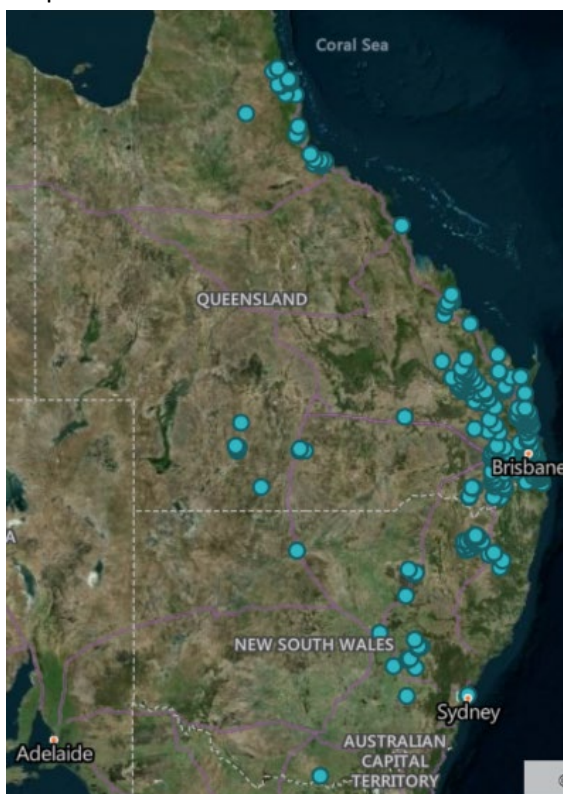 Coral Sea
QUEENSLAND
Brisbane
A
NEW SOUTH WALES
Sydney
Adelaide
AUSTRALIAN
CAPITAL
TERRITORY